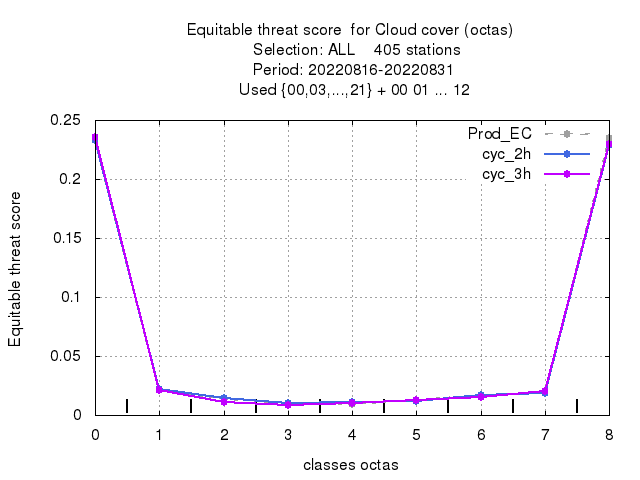 Equitable threat score  for Cloud cover (octas)
Selection: ALL    405 stations
Period: 20220816-20220831
Used {00,03,...,21} + 00 01 ... 12
Equitable threat score
0.25
0.2
0.15
0.1
0.05
0
Prod_EC
cyc_2h
cyc_3h
0 1 2 3 4 5 6 7 8
classes octas